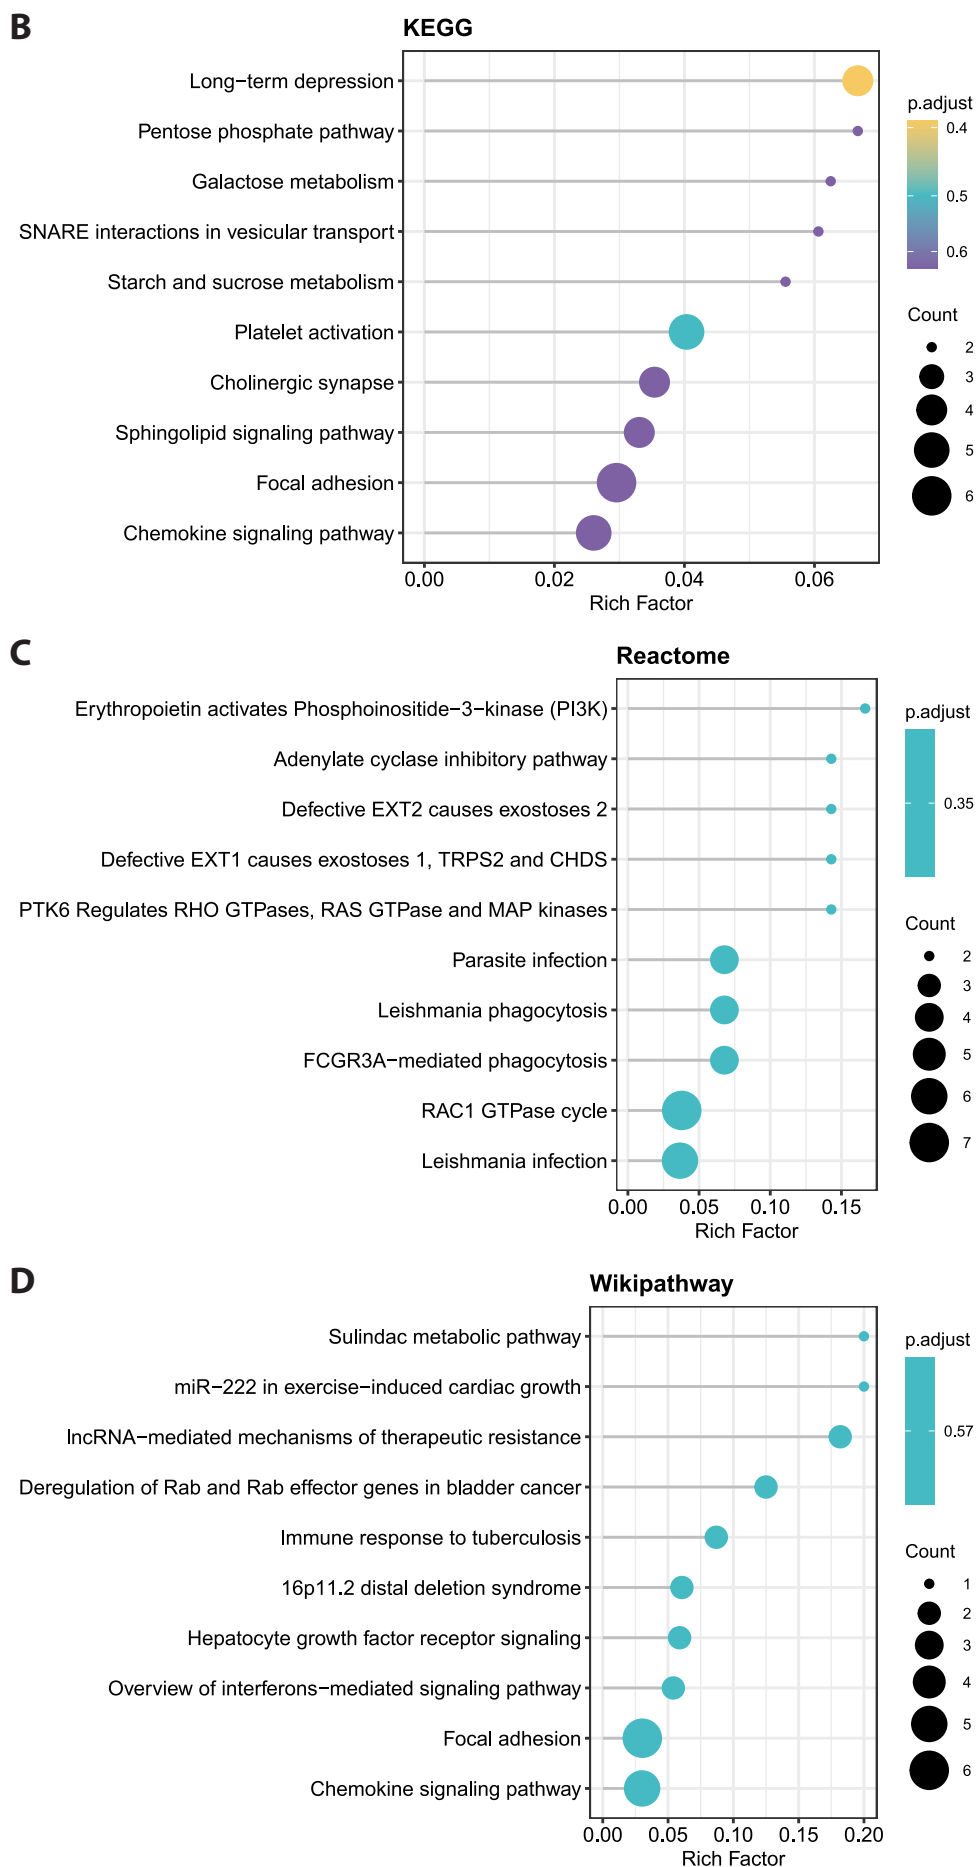 B
KEGG
Long−term depression
Pentose phosphate pathway
Galactose metabolism
SNARE interactions in vesicular transport
Starch and sucrose metabolism
Platelet activation
Cholinergic synapse
Sphingolipid signaling pathway
Focal adhesion
Chemokine signaling pathway
0.00 0.02 0.04 0.06
Rich Factor
p.adjust
0.4
0.5
0.6
Count
2
3
4
5
6
C
Reactome
Erythropoietin activates Phosphoinositide−3−kinase (PI3K)
Adenylate cyclase inhibitory pathway
Defective EXT2 causes exostoses 2
Defective EXT1 causes exostoses 1, TRPS2 and CHDS
PTK6 Regulates RHO GTPases, RAS GTPase and MAP kinases
Parasite infection
Leishmania phagocytosis
FCGR3A−mediated phagocytosis
RAC1 GTPase cycle
Leishmania infection
0.00 0.05 0.10 0.15
Rich Factor
p.adjust
0.35
Count
2
3
4
5
6
7
D
Wikipathway
Sulindac metabolic pathway
miR−222 in exercise−induced cardiac growth
lncRNA−mediated mechanisms of therapeutic resistance
Deregulation of Rab and Rab effector genes in bladder cancer
Immune response to tuberculosis
16p11.2 distal deletion syndrome
Hepatocyte growth factor receptor signaling
Overview of interferons−mediated signaling pathway
Focal adhesion
Chemokine signaling pathway
0.00 0.05 0.10 0.15 0.20
Rich Factor
p.adjust
0.57
Count
1
2
3
4
5
6